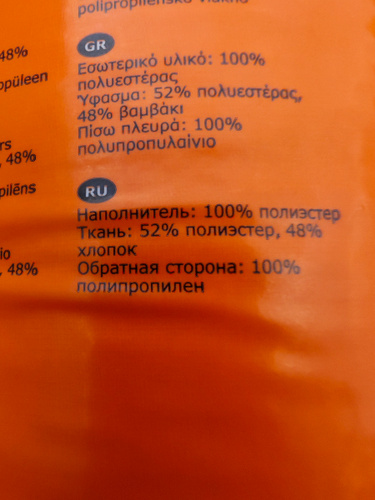 polipropilensko vlakno
48%
opüleen
rs
, 48%
pilēns
io
, 48%
GR
Εσωτερικό υλικό: 100%
πολυεστέρας
Ύφασμα: 52% πολυεστέρας,
48% βαμβάκι
Πίσω πλευρά: 100%
πολυπροπυλαίνιο
RU
Наполнитель: 100% полиэстер
Ткань: 52% полиэстер, 48%
хлопок
Обратная сторона: 100%
полипропилен